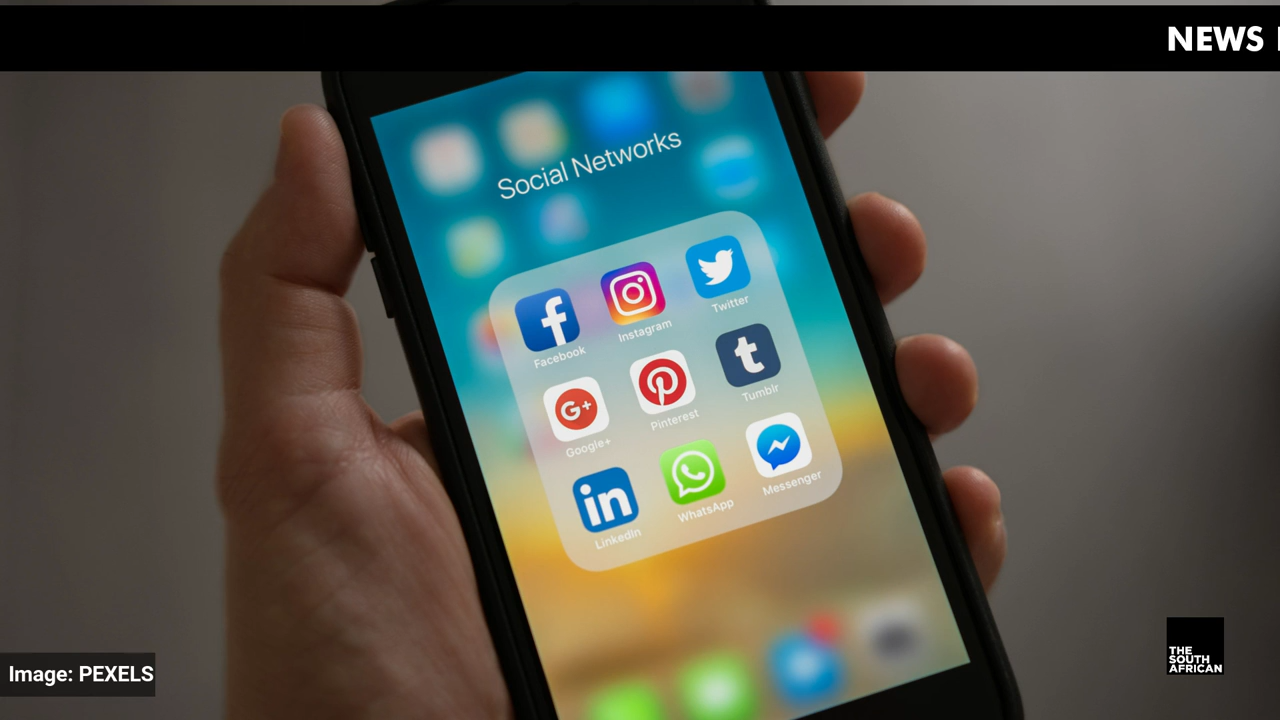 NEWS
Social Networks
Facebook
Instagram
Twitter
Google+
Pinterest
Tumblr
LinkedIn
WhatsApp
Messenger
Image: PEXELS
THE
SOUTH
AFRICAN